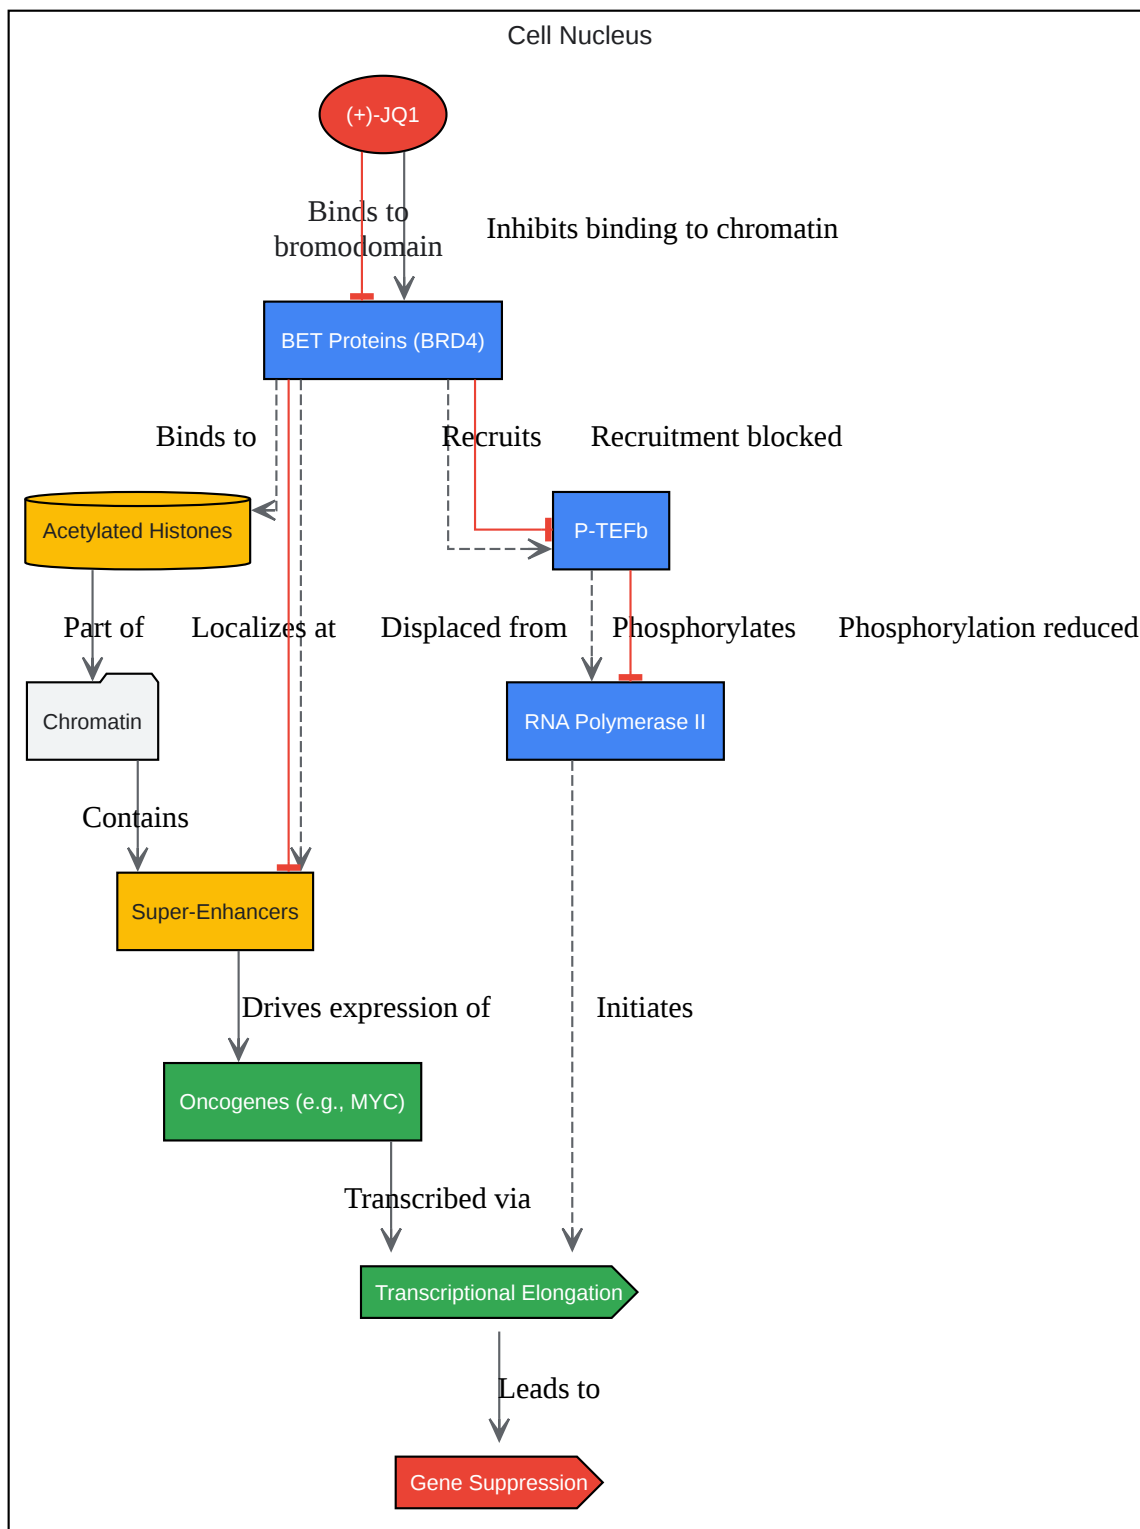 Cell Nucleus
(+)-JQ1
Binds to
bromodomain
Inhibits binding to chromatin
BET Proteins (BRD4)
Binds to
Recruits
Recruitment blocked
Acetylated Histones
P-TEFb
Part of
Localizes at
Displaced from
Phosphorylates
Phosphorylation reduced
Chromatin
RNA Polymerase II
Contains
Super-Enhancers
Drives expression of
Initiates
Oncogenes (e.g., MYC)
Transcribed via
Transcriptional Elongation
Leads to
Gene Suppression